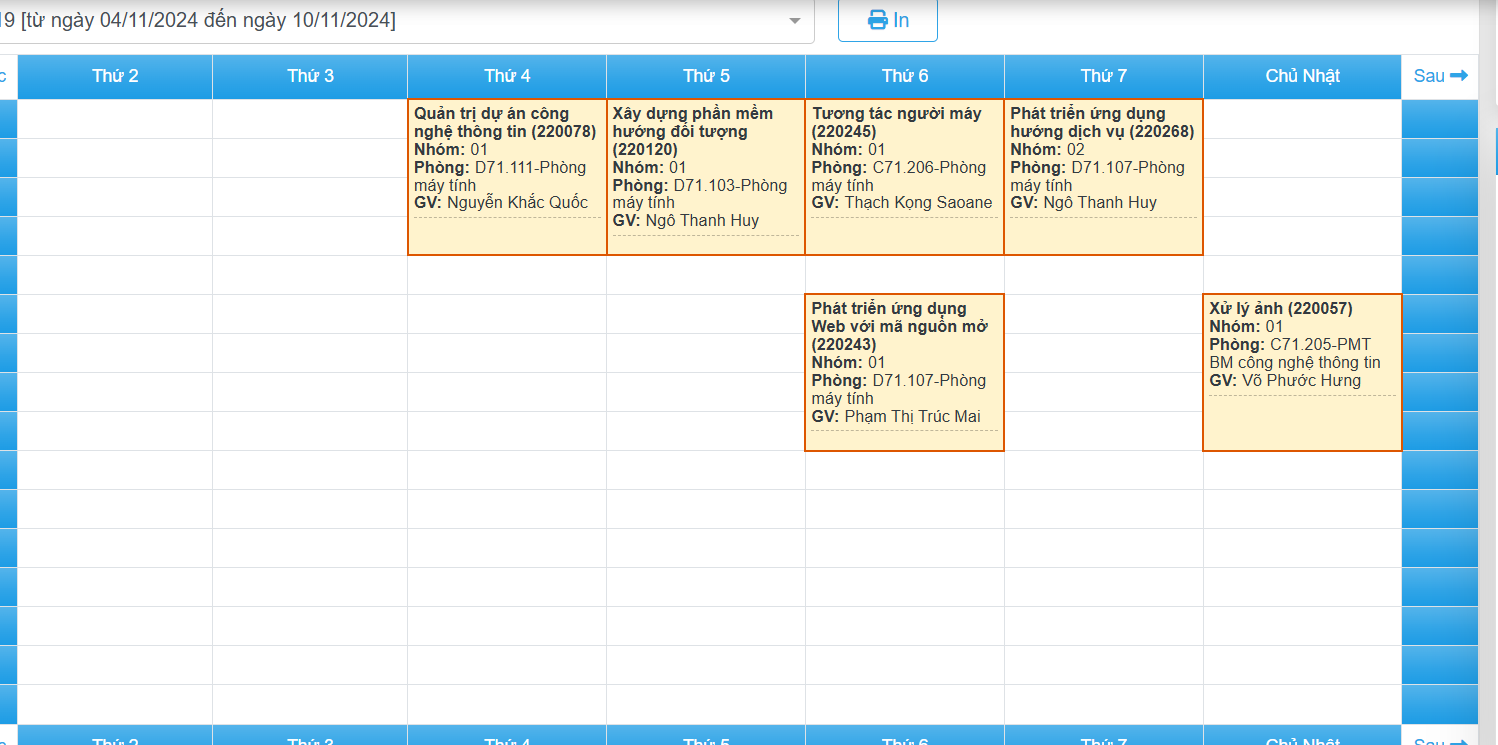 19 [từ ngày 04/11/2024 đến ngày 10/11/2024]
In
Thứ 2
Thứ 3
Thứ 4
Thứ 5
Thứ 6
Thứ 7
Chủ Nhật
Sau
Quản trị dự án công
nghệ thông tin (220078)
Nhóm: 01
Phòng: D71.111-Phòng
máy tính
GV: Nguyễn Khắc Quốc
Xây dựng phần mềm
hướng đối tượng
(220120)
Nhóm: 01
Phòng: D71.103-Phòng
máy tính
GV: Ngô Thanh Huy
Tương tác người máy
(220245)
Nhóm: 01
Phòng: C71.206-Phòng
máy tính
GV: Thạch Kọng Saoane
Phát triển ứng dụng
hướng dịch vụ (220268)
Nhóm: 02
Phòng: D71.107-Phòng
máy tính
GV: Ngô Thanh Huy
Phát triển ứng dụng
Web với mã nguồn mở
(220243)
Nhóm: 01
Phòng: D71.107-Phòng
máy tính
GV: Phạm Thị Trúc Mai
Xử lý ảnh (220057)
Nhóm: 01
Phòng: C71.205-PMT
BM công nghệ thông tin
GV: Võ Phước Hưng
Thứ 2
Thứ 3
Thứ 4
Thứ 5
Thứ 6
Thứ 7
Chủ Nhật
Sau